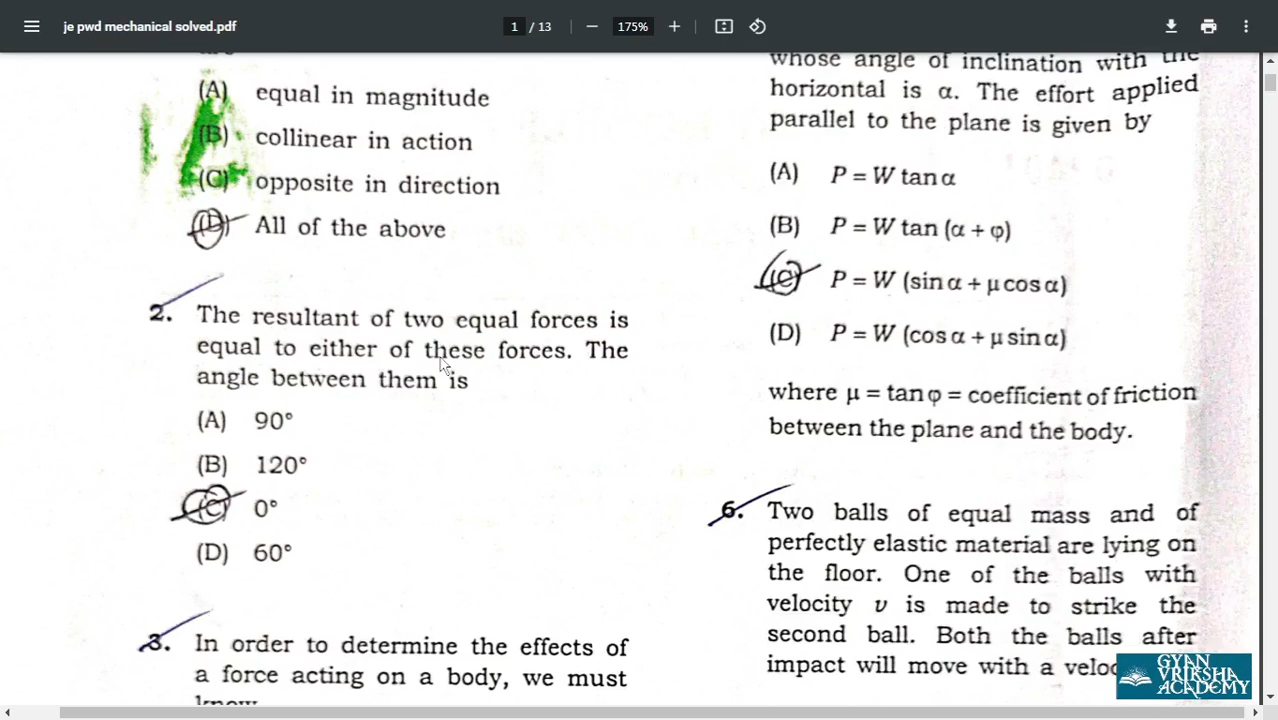 je pwd mechanical solved.pdf
1 / 13
175%
(A) equal in magnitude
(B) collinear in action
(C) opposite in direction
(D) All of the above
2. The resultant of two equal forces is
equal to either of these forces. The
angle between them is
(A) 90°
(B) 120°
(C) 0°
(D) 60°
3. In order to determine the effects of
a force acting on a body, we must
know
whose angle of inclination with the
horizontal is α. The effort applied
parallel to the plane is given by
(A) P = W tan α
(B) P = W tan (α + φ)
(C) P = W (sin α + μ cos α)
(D) P = W (cos α + μ sin α)
where μ = tan φ = coefficient of friction
between the plane and the body.
6. Two balls of equal mass and of
perfectly elastic material are lying on
the floor. One of the balls with
velocity v is made to strike the
second ball. Both the balls after
impact will move with a
GYAN
VRIKSHA
ACADEMY